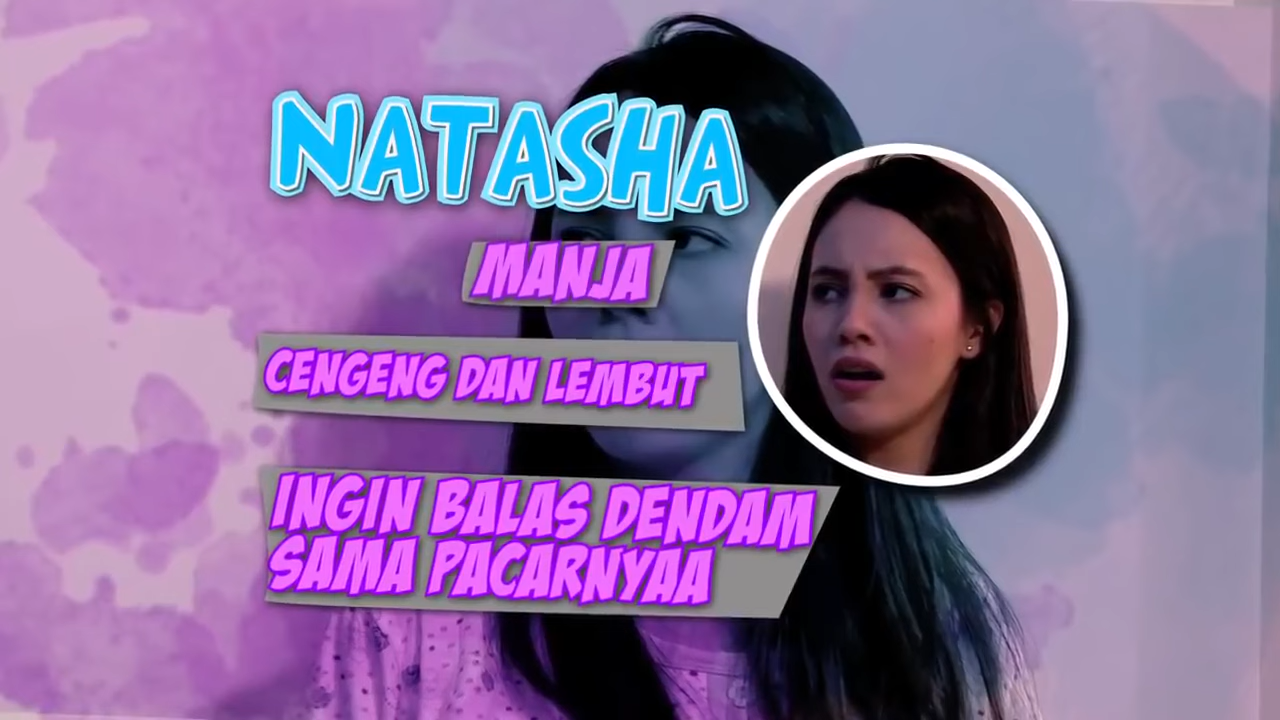 NATASHA
MANJA
CENGENG DAN LEMBUT
INGIN BALAS DENDAM
SAMA PACARNYAA